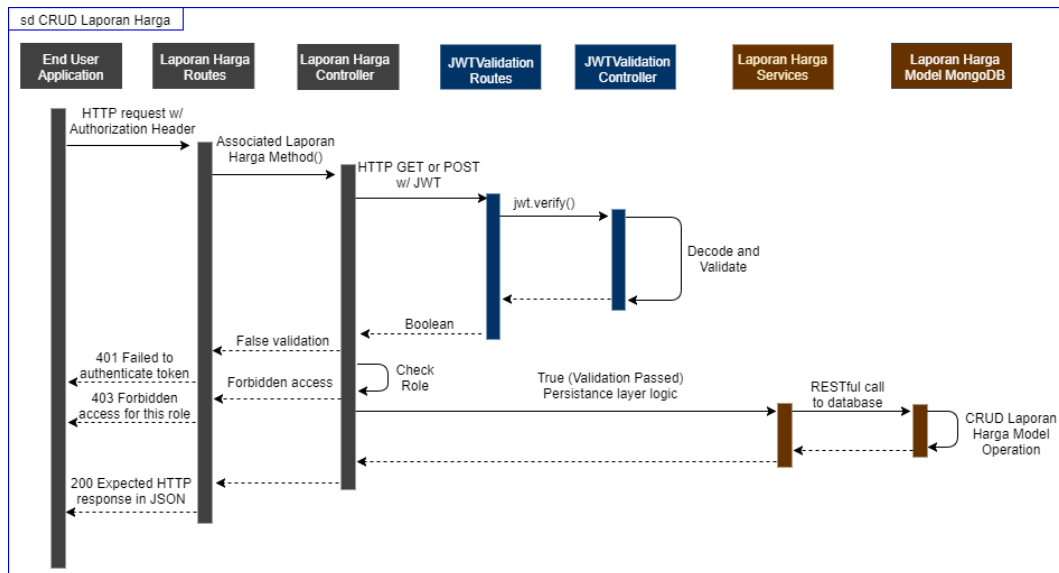 sd CRUD Laporan Harga
End User
Application
Laporan Harga
Routes
Laporan Harga
Controller
JWTValidation
Routes
JWTValidation
Controller
Laporan Harga
Services
Laporan Harga
Model MongoDB
HTTP request w/
Authorization Header
Associated Laporan
Harga Method()
HTTP GET or POST
w/ JWT
jwt.verify()
Decode and
Validate
Boolean
False validation
401 Failed to
authenticate token
Check
Role
Forbidden access
403 Forbidden
access for this role
True (Validation Passed)
Persistance layer logic
RESTful call
to database
CRUD Laporan
Harga Model
Operation
200 Expected HTTP
response in JSON